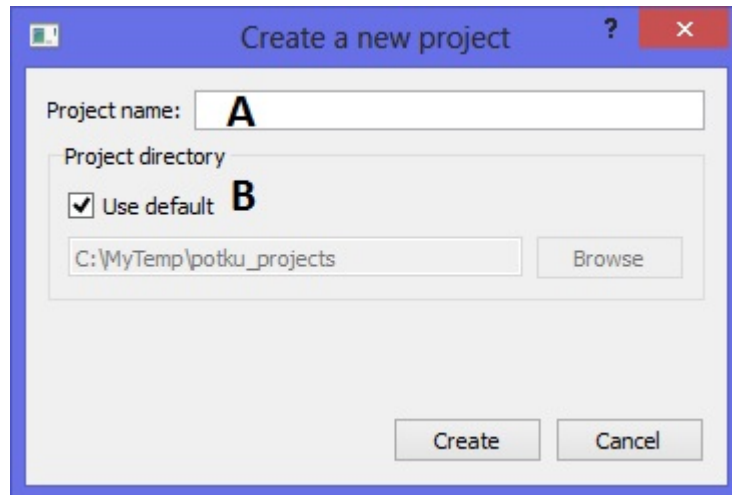 Create a new project ? ×
Project name: A
Project directory
Use default B
C:\MyTemp\potku_projects Browse
Create Cancel